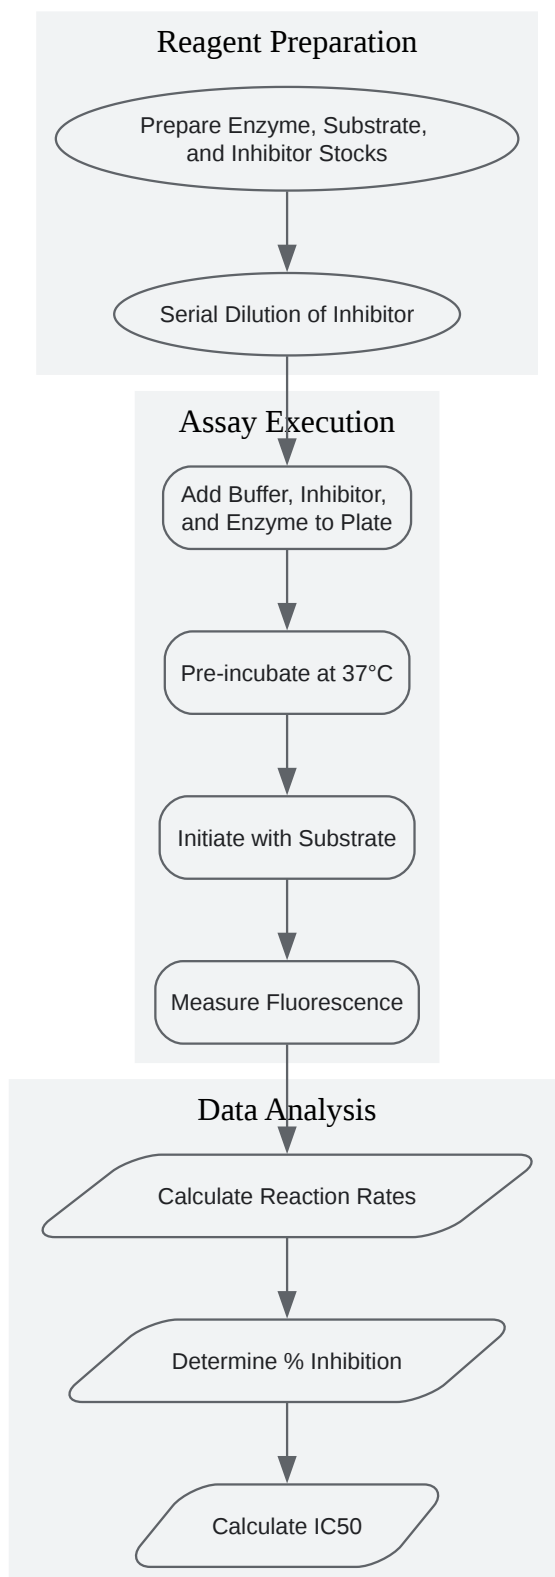 Reagent Preparation
Prepare Enzyme, Substrate,
and Inhibitor Stocks
Serial Dilution of Inhibitor
Assay Execution
Add Buffer, Inhibitor,
and Enzyme to Plate
Pre-incubate at 37°C
Initiate with Substrate
Measure Fluorescence
Data Analysis
Calculate Reaction Rates
Determine % Inhibition
Calculate IC50